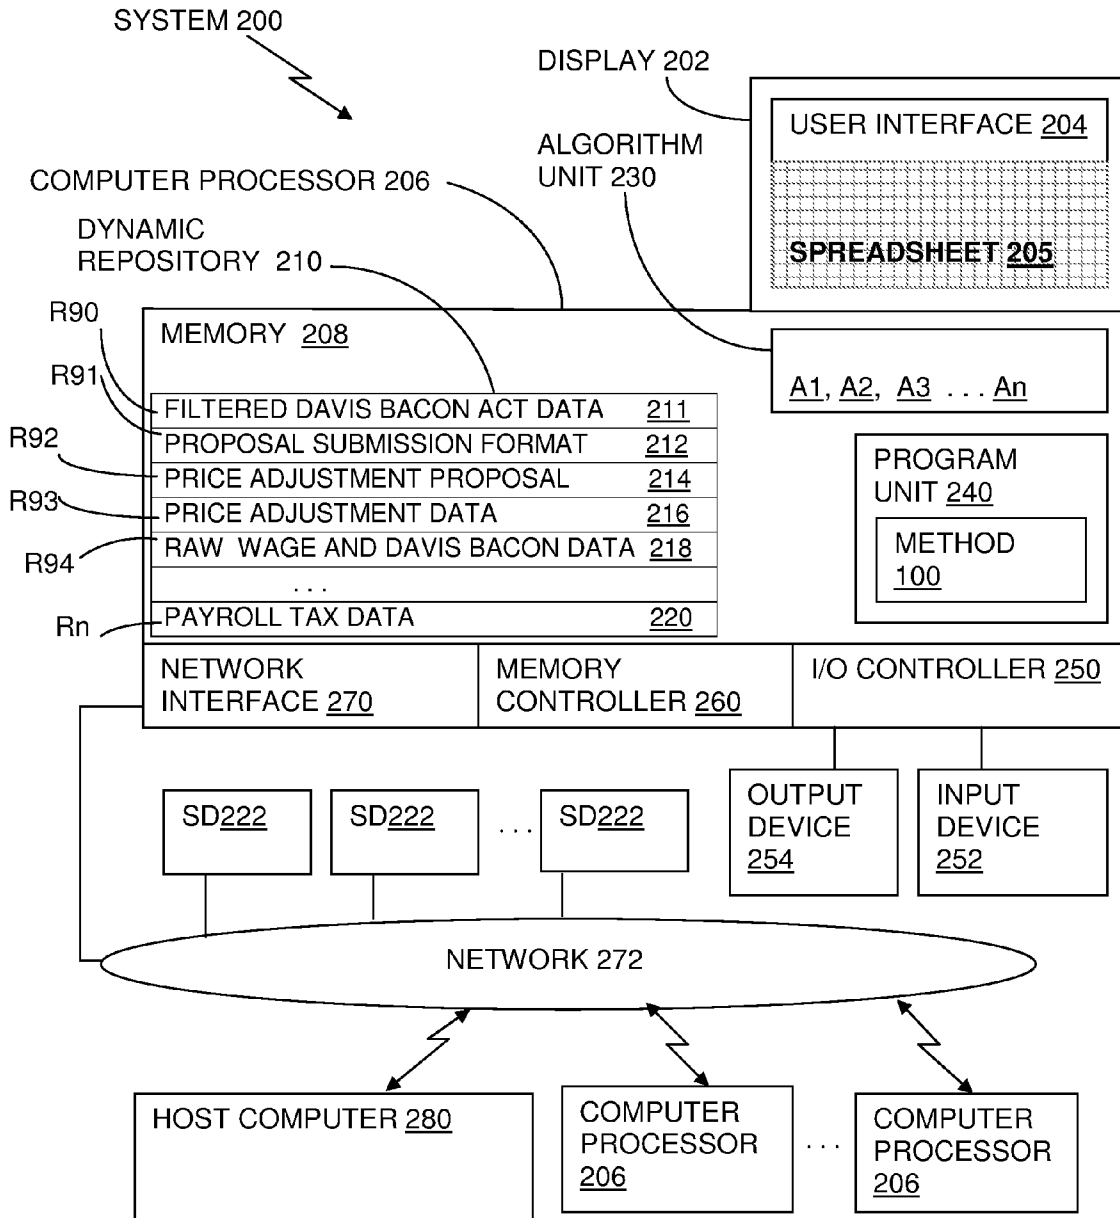 SYSTEM 200
DISPLAY 202
USER INTERFACE 204
SPREADSHEET 205
ALGORITHM
UNIT 230
COMPUTER PROCESSOR 206
DYNAMIC
REPOSITORY 210
R90
R91
R92
R93
R94
Rn
MEMORY 208
FILTERED DAVIS BACON ACT DATA 211
PROPOSAL SUBMISSION FORMAT 212
PRICE ADJUSTMENT PROPOSAL 214
PRICE ADJUSTMENT DATA 216
RAW WAGE AND DAVIS BACON DATA 218
. . .
PAYROLL TAX DATA 220
A1, A2, A3 . . . An
PROGRAM
UNIT 240
METHOD
100
NETWORK
INTERFACE 270
MEMORY
CONTROLLER 260
I/O CONTROLLER 250
SD222
SD222
. . .
SD222
OUTPUT
DEVICE
254
INPUT
DEVICE
252
NETWORK 272
HOST COMPUTER 280
COMPUTER
PROCESSOR
206
. . .
COMPUTER
PROCESSOR
206